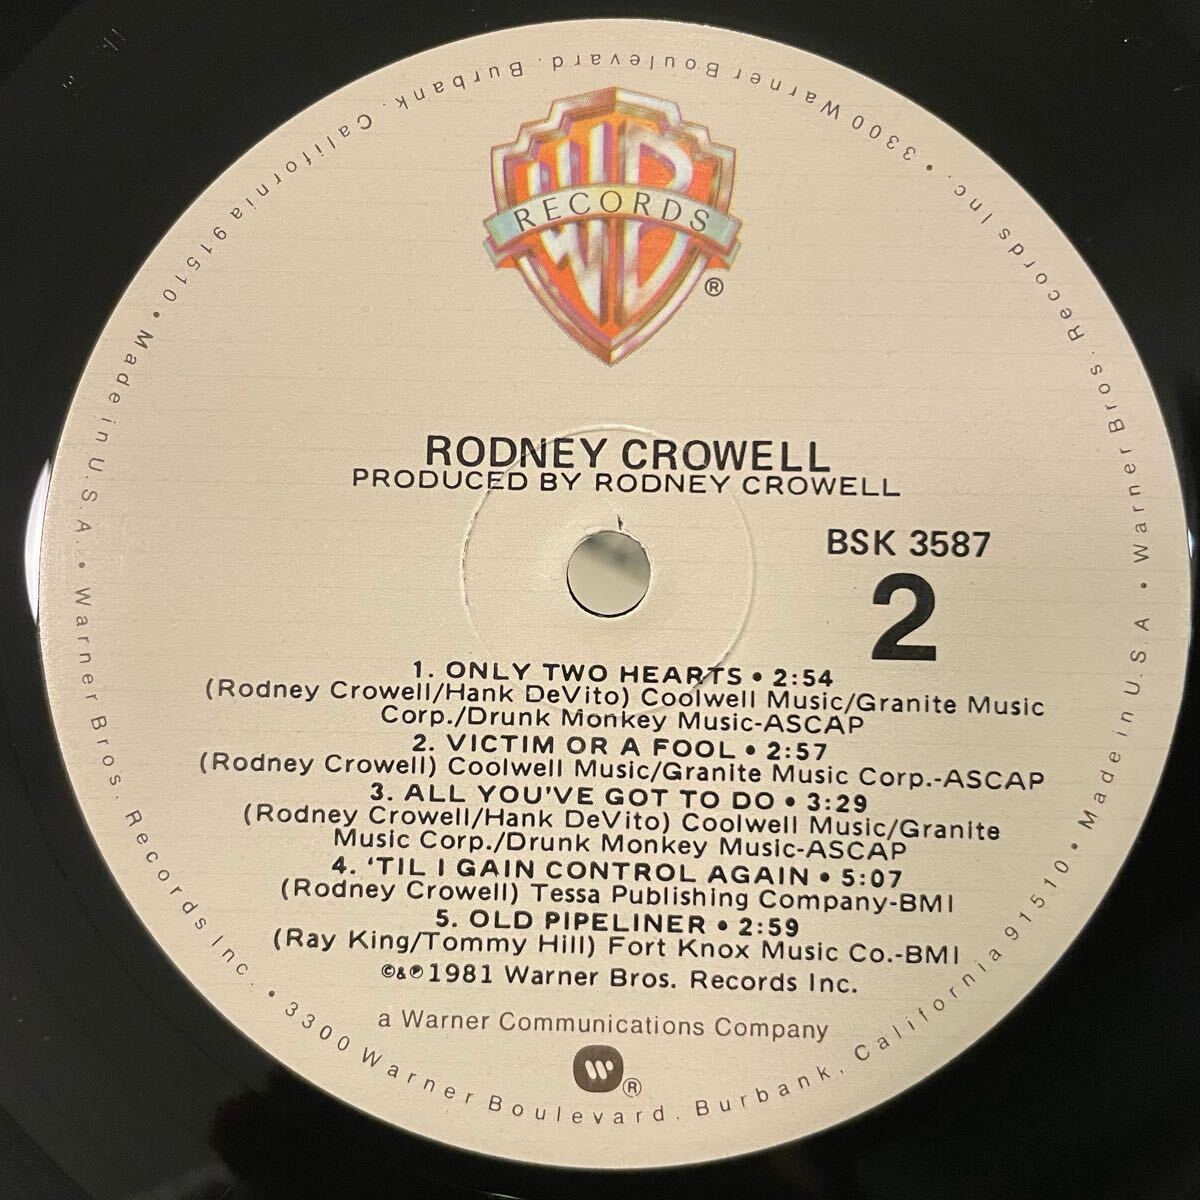 WB
RECORDS
®
RODNEY CROWELL
PRODUCED BY RODNEY CROWELL
BSK 3587
2
1. ONLY TWO HEARTS • 2:54
(Rodney Crowell/Hank DeVito) Coolwell Music/Granite Music
Corp./Drunk Monkey Music-ASCAP
2. VICTIM OR A FOOL • 2:57
(Rodney Crowell) Coolwell Music/Granite Music Corp.-ASCAP
3. ALL YOU'VE GOT TO DO • 3:29
(Rodney Crowell/Hank DeVito) Coolwell Music/Granite
Music Corp./Drunk Monkey Music-ASCAP
4. 'TIL I GAIN CONTROL AGAIN • 5:07
(Rodney Crowell) Tessa Publishing Company-BMI
5. OLD PIPELINER • 2:59
(Ray King/Tommy Hill) Fort Knox Music Co.-BMI
©&℗1981 Warner Bros. Records Inc.
a Warner Communications Company
®
• Warner Bros. Records Inc. • 3300 Warner Boulevard. Burbank, California 91510 • Made in U.S.A • Warner Bros. Records Inc. • 3300 Warner Boulevard. Burbank. California 91510 • Made in U.S.A.